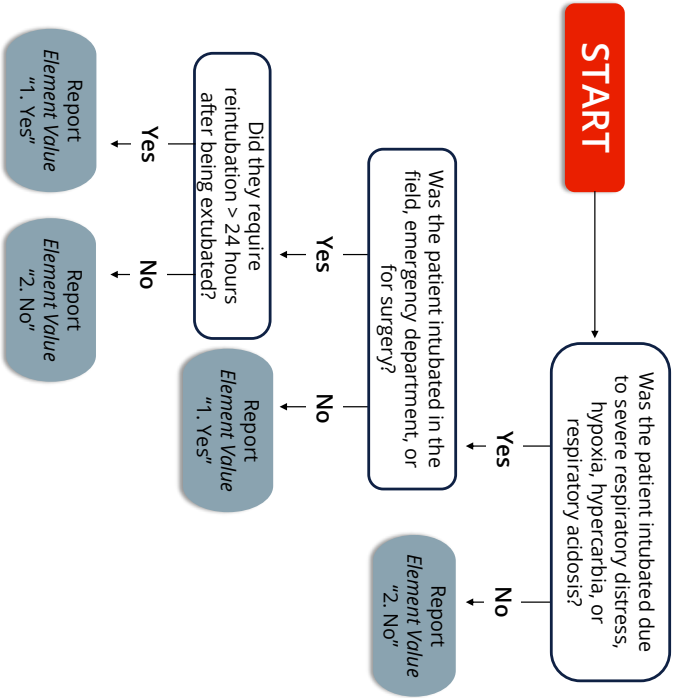 START
Was the patient intubated due
to severe respiratory distress,
hypoxia, hypercarbia, or
respiratory acidosis?
Yes
No
Was the patient intubated in the
field, emergency department, or
for surgery?
Report
Element Value
“2. No”
Yes
No
Did they require
reintubation > 24 hours
after being extubated?
Report
Element Value
“1. Yes”
Yes
No
Report
Element Value
“1. Yes”
Report
Element Value
“2. No”